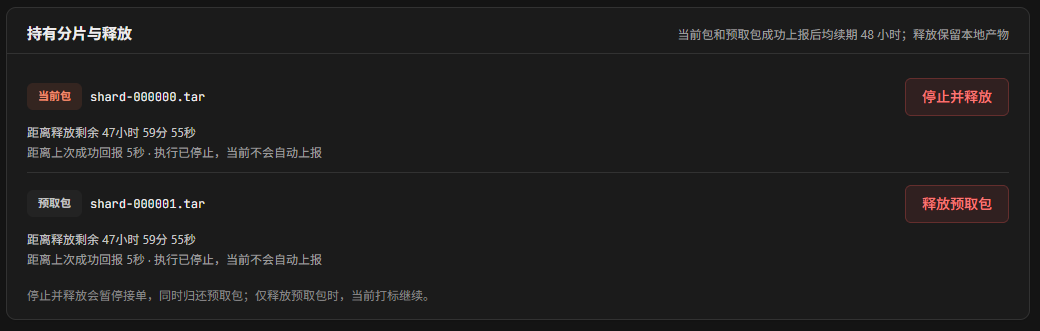 持有分片与释放
当前包和预取包成功上报后均续期 48 小时；释放保留本地产物
当前包 shard-000000.tar
停止并释放
距离释放剩余 47小时 59分 55秒
距离上次成功回报 5秒 · 执行已停止，当前不会自动上报
预取包 shard-000001.tar
释放预取包
距离释放剩余 47小时 59分 55秒
距离上次成功回报 5秒 · 执行已停止，当前不会自动上报
停止并释放会暂停接单，同时归还预取包；仅释放预取包时，当前打标继续。